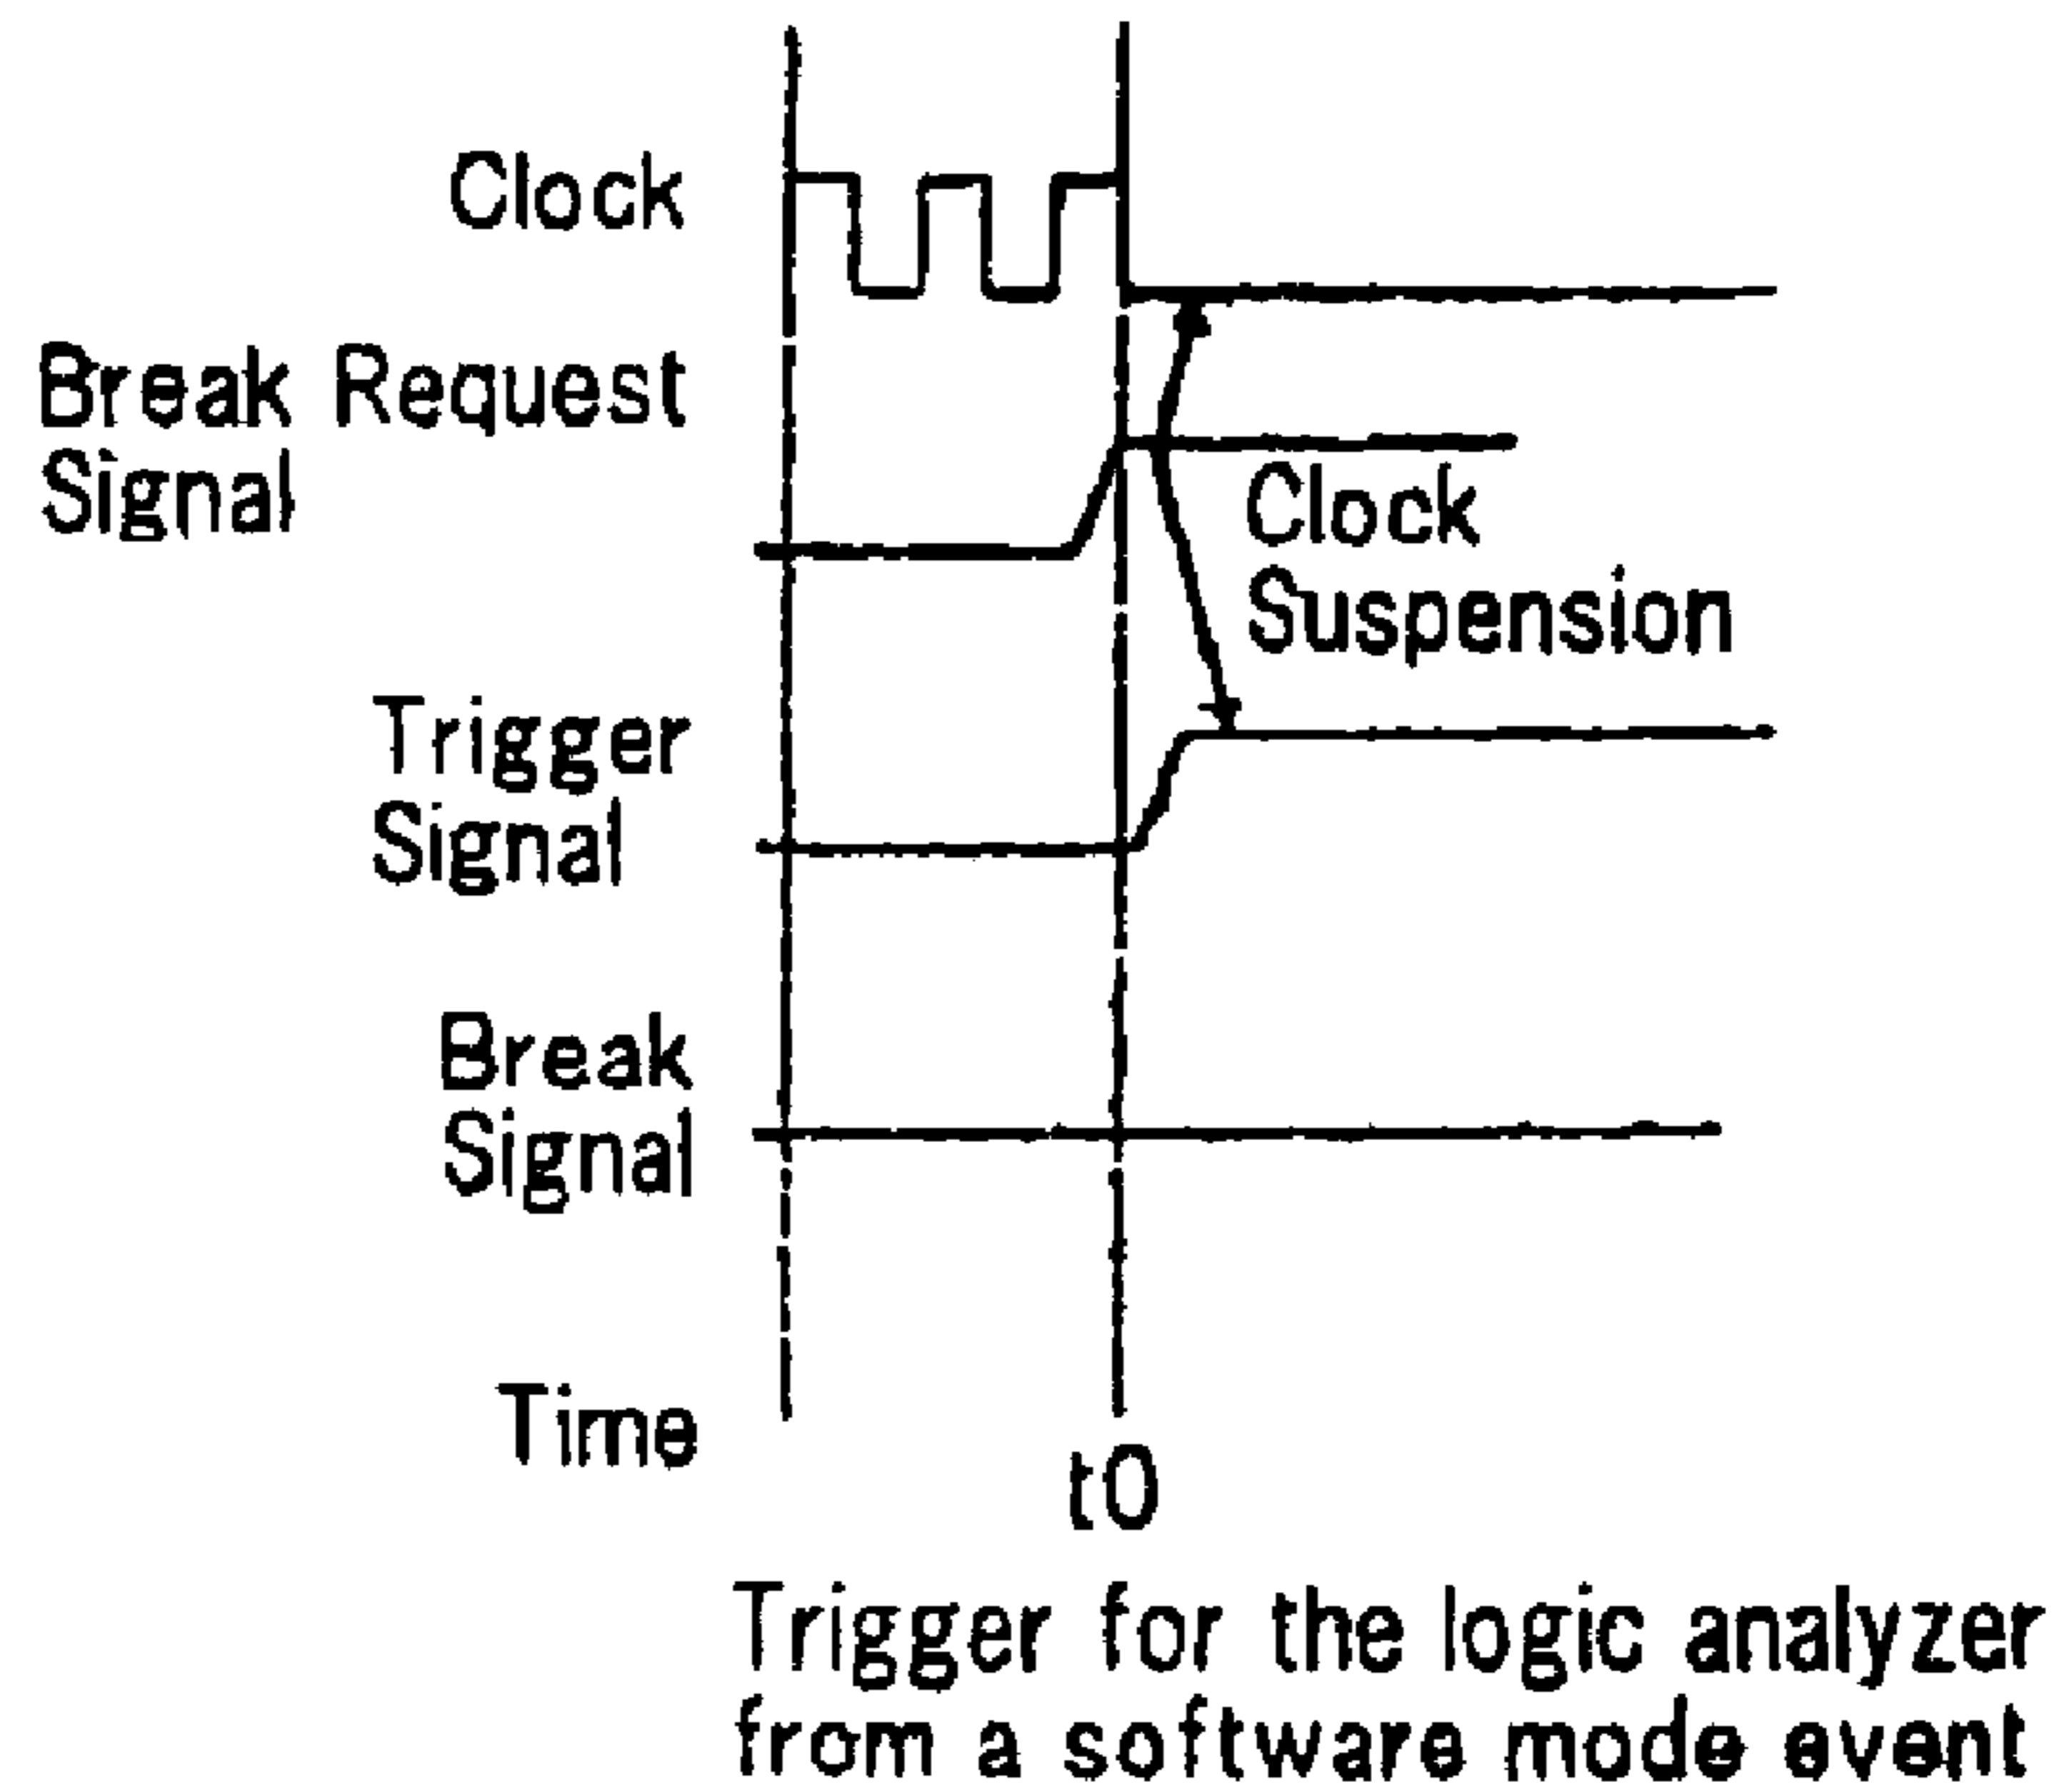 Clock
Break Request
Signal
Clock
Suspension
Trigger
Signal
Break
Signal
Time
t0
Trigger for the logic analyzer
from a software mode event